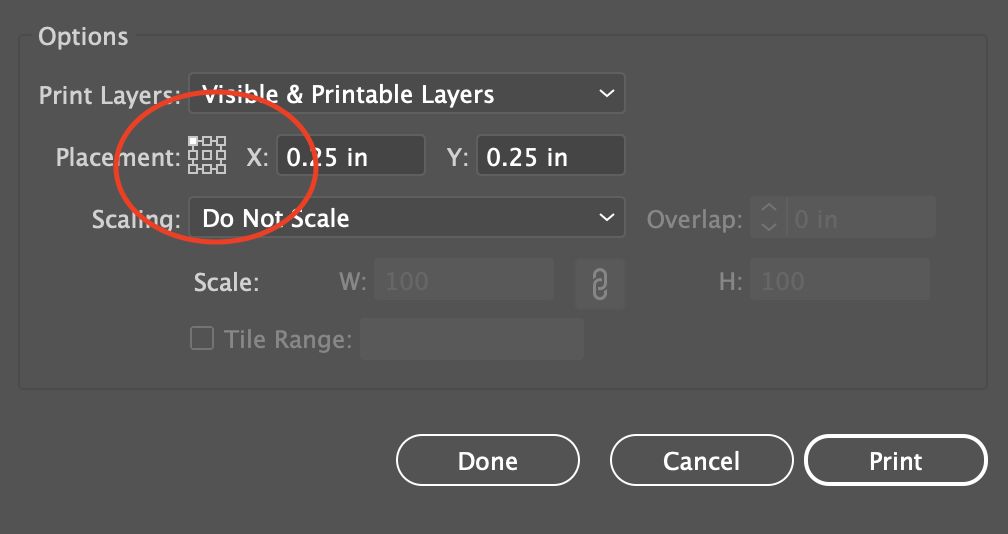 Options
Print Layers: Visible & Printable Layers
Placement: X: 0.25 in Y: 0.25 in
Scaling: Do Not Scale Overlap: 0 in
Scale: W: 100 H: 100
Tile Range:
Done Cancel Print